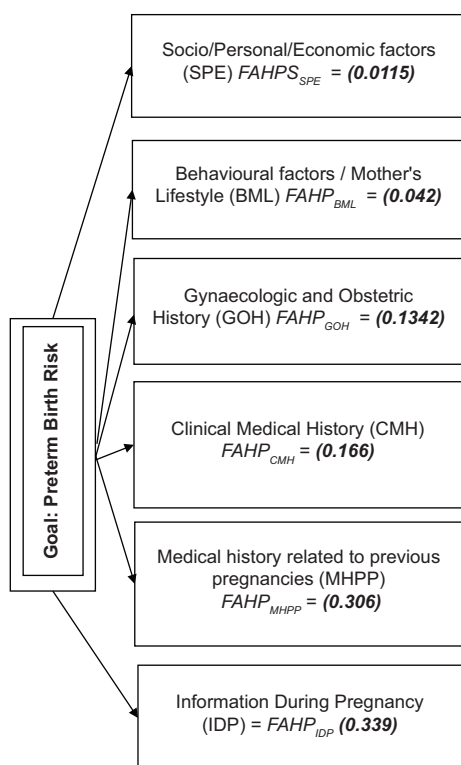 Socio/Personal/Economic factors
(SPE) FAHPS_SPE = (0.0115)
Behavioural factors / Mother's
Lifestyle (BML) FAHP_BML = (0.042)
Gynaecologic and Obstetric
History (GOH) FAHP_GOH = (0.1342)
Goal: Preterm Birth Risk
Clinical Medical History (CMH)
FAHP_CMH = (0.166)
Medical history related to previous
pregnancies (MHPP)
FAHP_MHPP = (0.306)
Information During Pregnancy
(IDP) = FAHP_IDP (0.339)